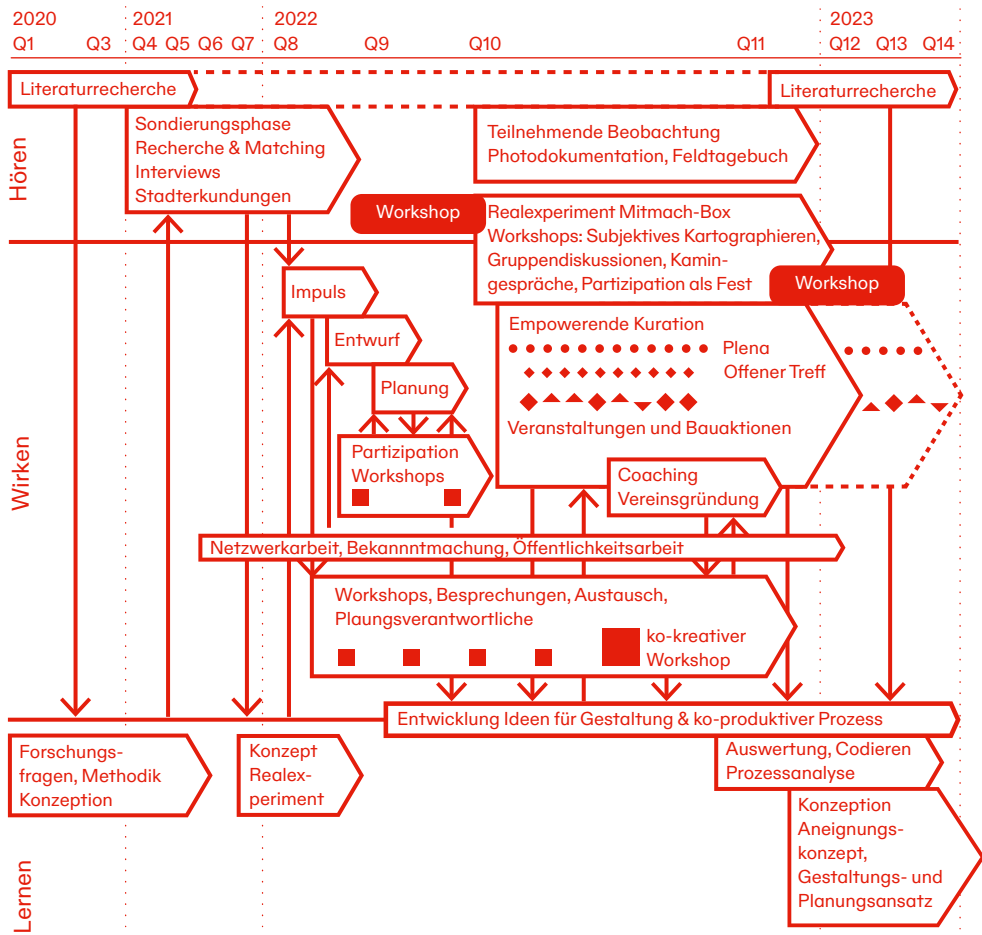 2020
2021
2022
2023
Q1
Q3
Q4
Q5
Q6
Q7
Q8
Q9
Q10
Q11
Q12
Q13
Q14
Hören
Literaturrecherche
Literaturrecherche
Sondierungsphase
Recherche & Matching
Interviews
Stadterkundungen
Teilnehmende Beobachtung
Photodokumentation, Feldtagebuch
Workshop
Realexperiment Mitmach-Box
Workshops: Subjektives Kartographieren,
Gruppendiskussionen, Kamin-
gespräche, Partizipation als Fest
Workshop
Wirken
Impuls
Entwurf
Planung
Partizipation
Workshops
Empowerende Kuration
Plena
Offener Treff
Veranstaltungen und Bauaktionen
Coaching
Vereinsgründung
Netzwerkarbeit, Bekannntmachung, Öffentlichkeitsarbeit
Workshops, Besprechungen, Austausch,
Plaungsverantwortliche
ko-kreativer
Workshop
Entwicklung Ideen für Gestaltung & ko-produktiver Prozess
Lernen
Forschungs-
fragen, Methodik
Konzeption
Konzept
Realex-
periment
Auswertung, Codieren
Prozessanalyse
Konzeption
Aneignungs-
konzept,
Gestaltungs- und
Planungsansatz